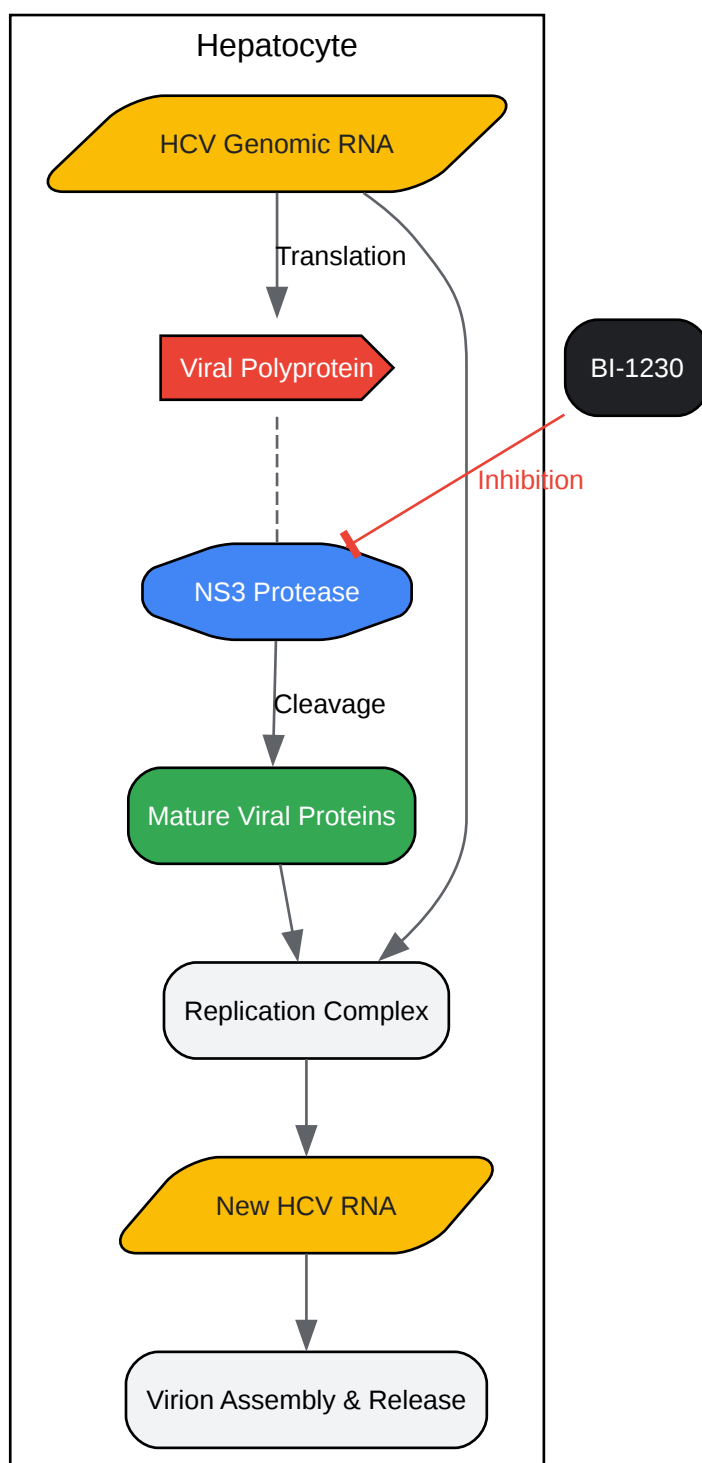 Hepatocyte
HCV Genomic RNA
Translation
Viral Polyprotein
BI-1230
Inhibition
NS3 Protease
Cleavage
Mature Viral Proteins
Replication Complex
New HCV RNA
Virion Assembly & Release